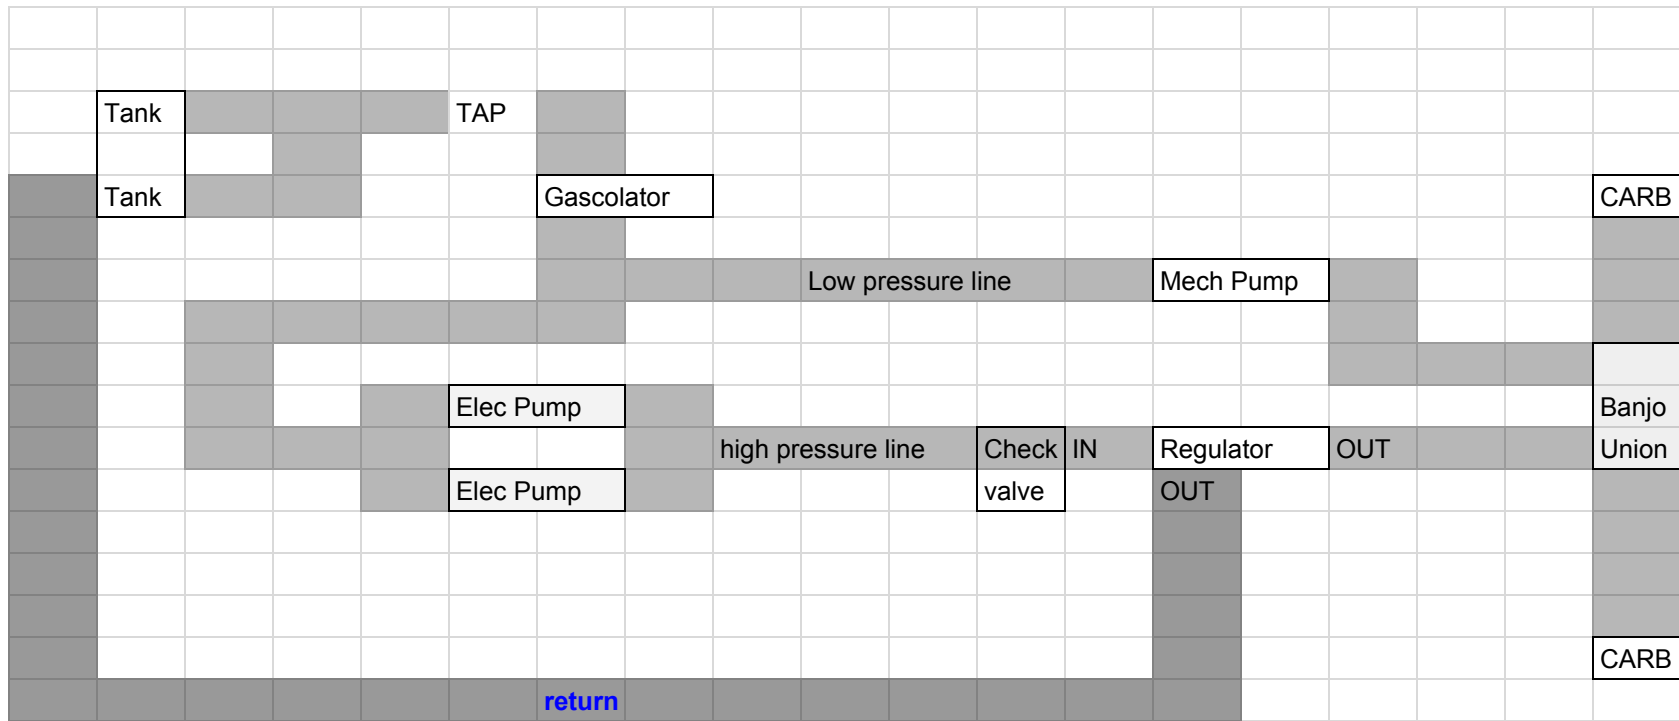 Tank TAP
Tank Gascolator CARB
Low pressure line Mech Pump
Elec Pump Banjo
high pressure line Check IN Regulator OUT Union
Elec Pump valve OUT
CARB
return